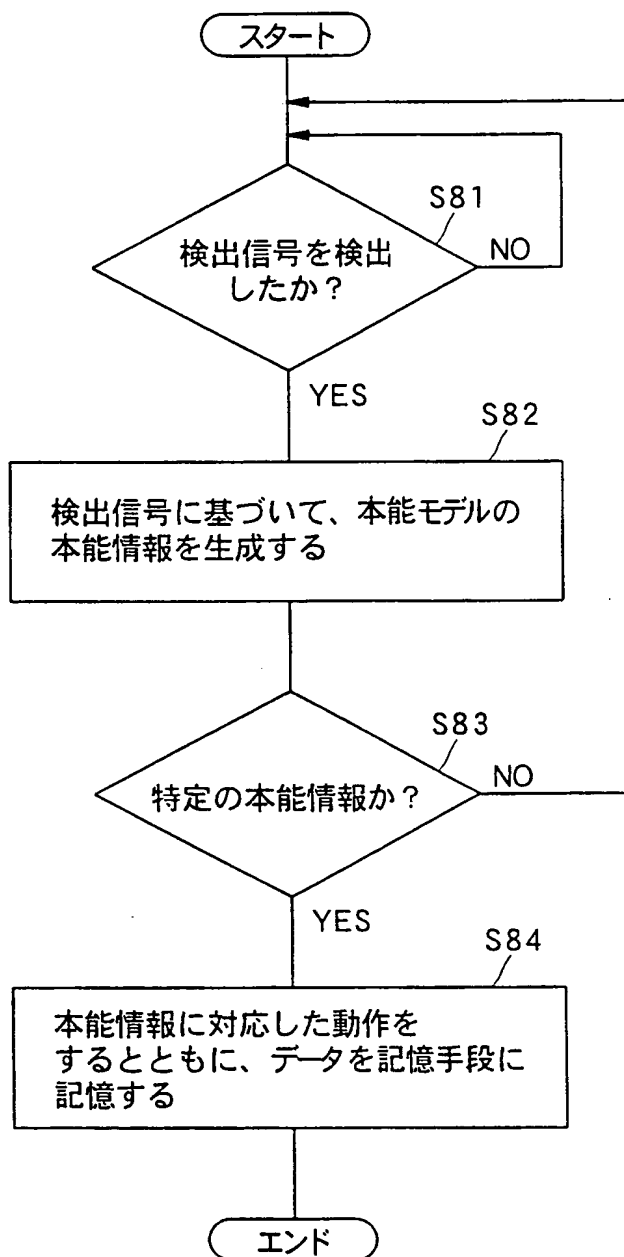 スタート
S81
検出信号を検出
したか？
NO
YES
S82
検出信号に基づいて、本能モデルの
本能情報を生成する
S83
特定の本能情報か？
NO
YES
S84
本能情報に対応した動作を
するとともに、データを記憶手段に
記憶する
エンド